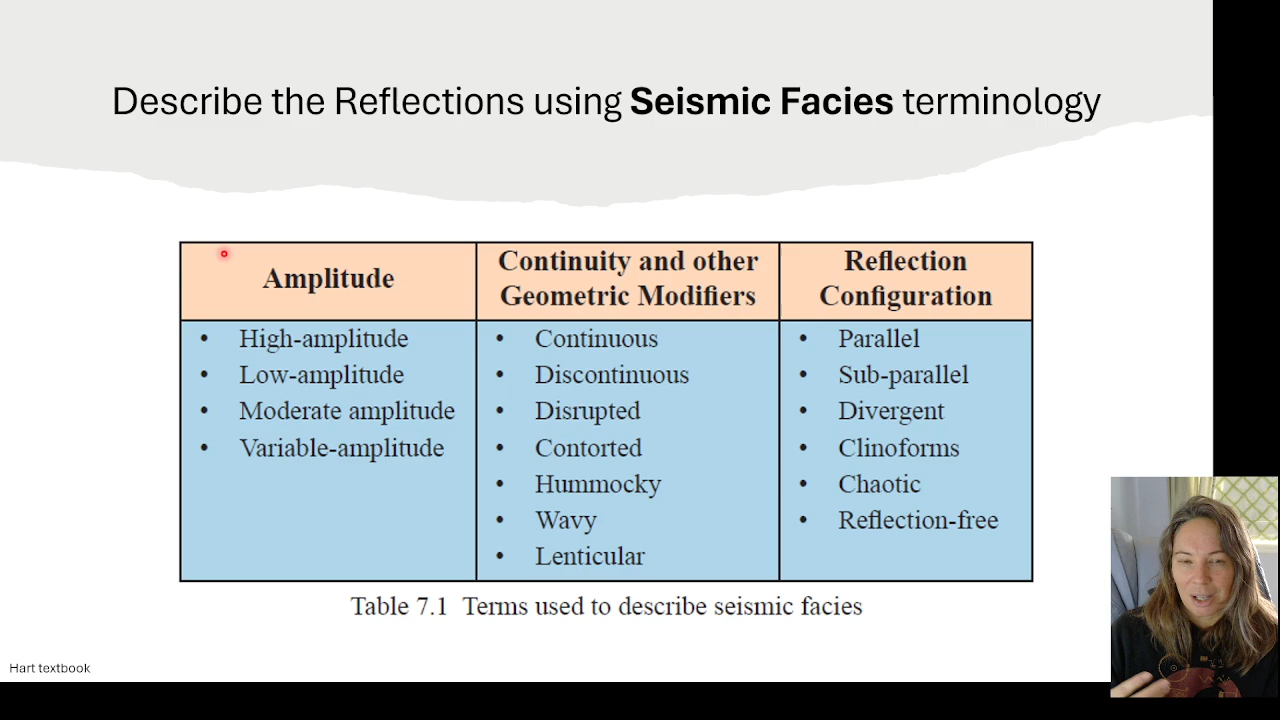 Describe the Reflections using Seismic Facies terminology
Amplitude
Continuity and other
Geometric Modifiers
Reflection
Configuration
• High-amplitude
• Low-amplitude
• Moderate amplitude
• Variable-amplitude
• Continuous
• Discontinuous
• Disrupted
• Contorted
• Hummocky
• Wavy
• Lenticular
• Parallel
• Sub-parallel
• Divergent
• Clinoforms
• Chaotic
• Reflection-free
Table 7.1 Terms used to describe seismic facies
Hart textbook